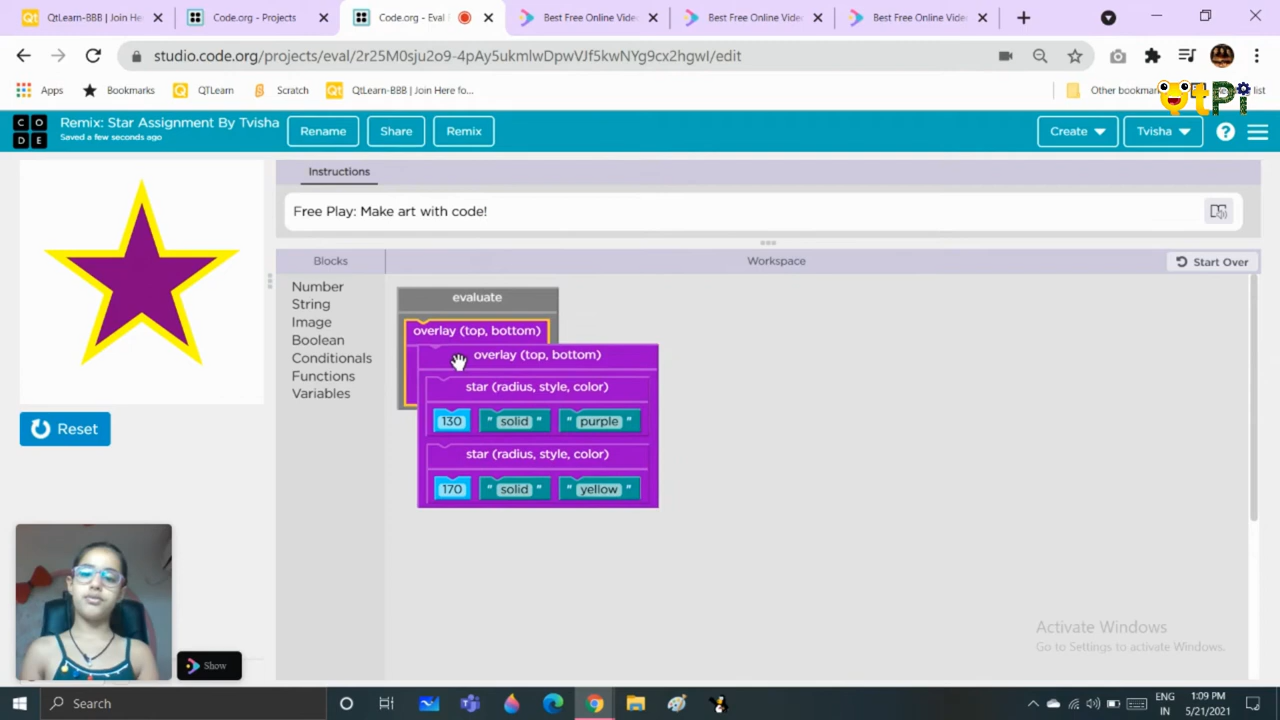 QtLearn-BBB | Join Here
Code.org - Projects
Code.org - Eval
Best Free Online Vide
Best Free Online Vide
Best Free Online Vide
studio.code.org/projects/eval/2r25M0sju2o9-4pAy5ukmlwDpwVJf5kwNYg9cx2hgwI/edit
Apps
Bookmarks
QTLearn
Scratch
QtLearn-BBB | Join Here fo...
Other bookmar
list
QtPi
CODE
Remix: Star Assignment By Tvisha
Saved a few seconds ago
Rename
Share
Remix
Create
Tvisha
?
Instructions
Free Play: Make art with code!
Blocks
Workspace
Start Over
Number
String
Image
Boolean
Conditionals
Functions
Variables
evaluate
overlay (top, bottom)
overlay (top, bottom)
star (radius, style, color)
130 " solid " " purple "
star (radius, style, color)
170 " solid " " yellow "
Reset
Show
Activate Windows
Go to Settings to activate Windows.
Search
ENG
IN
1:09 PM
5/21/2021